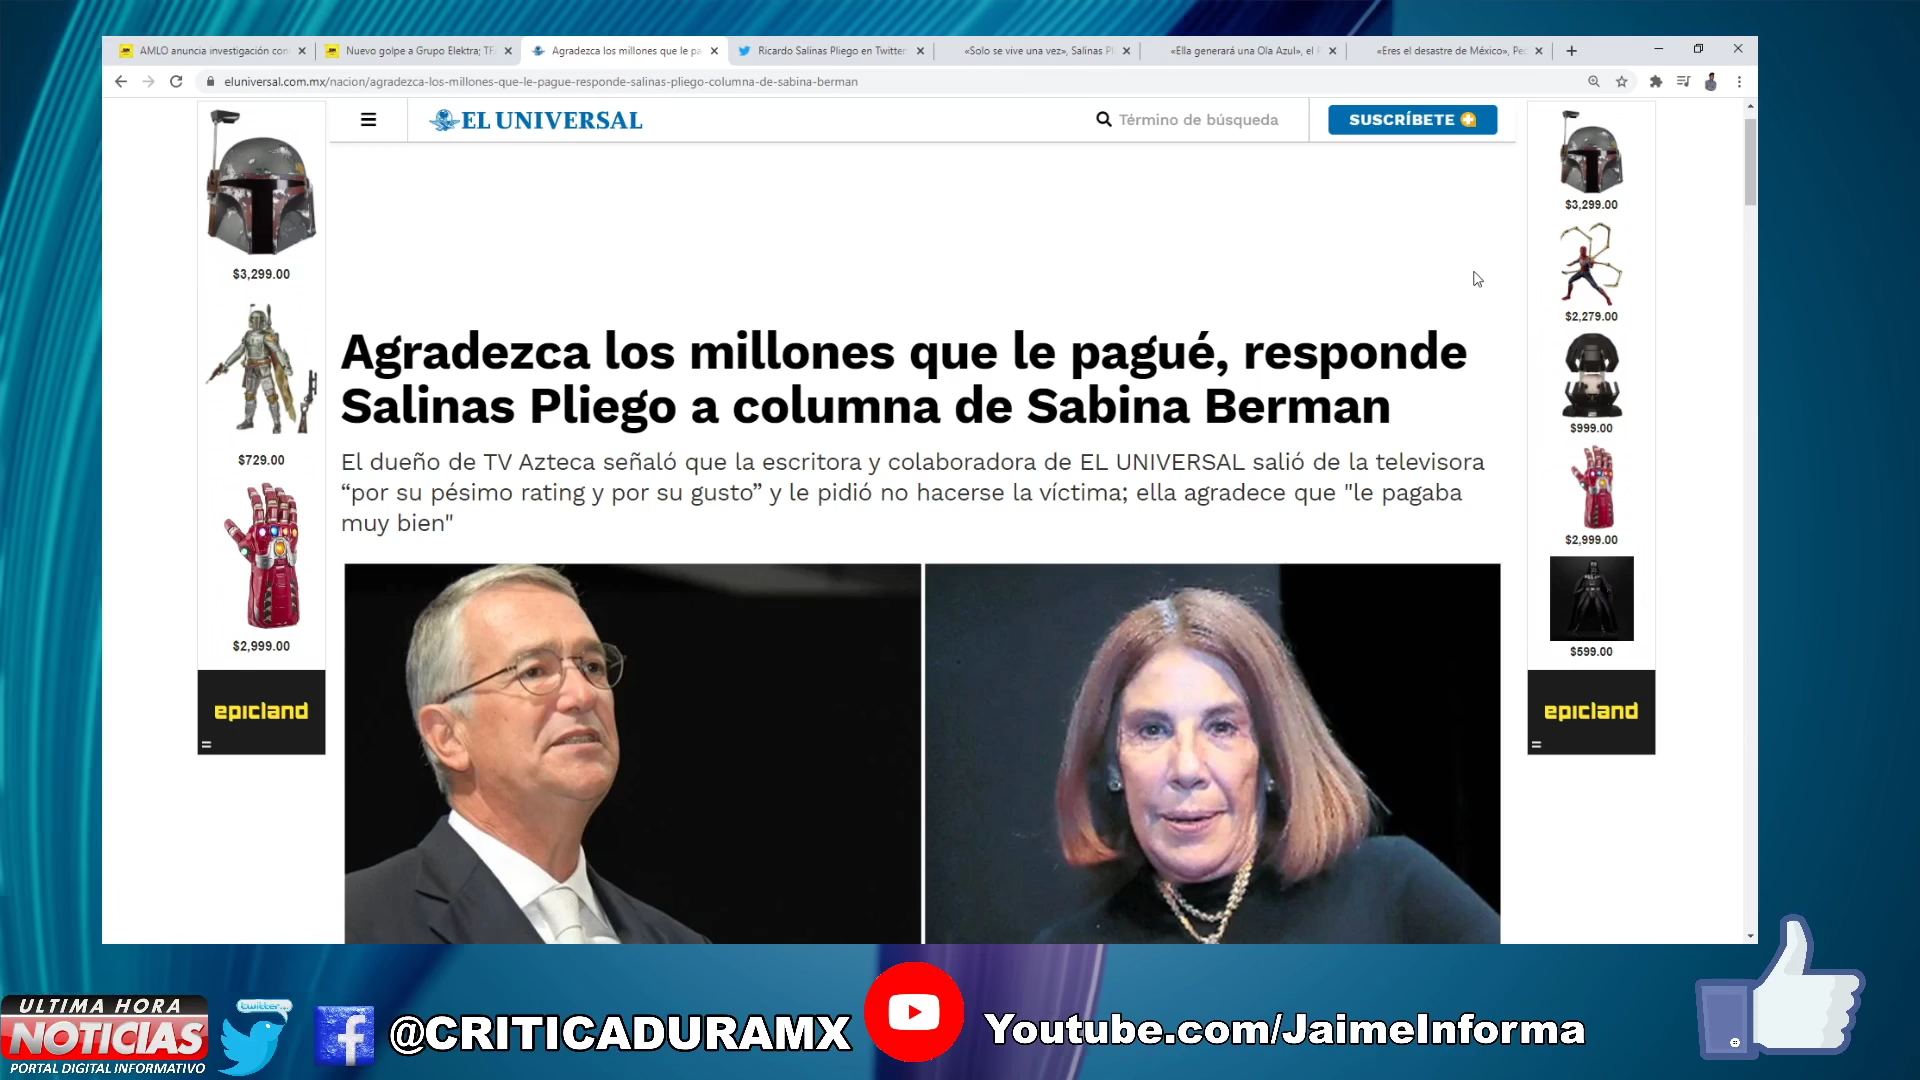 AMLO anuncia investigación con
Nuevo golpe a Grupo Elektra; TF
Agradezca los millones que le pa
Ricardo Salinas Pliego en Twitter
«Solo se vive una vez», Salinas Pl
«Ella generará una Ola Azul», el
«Eres el desastre de México», Pe
eluniversal.com.mx/nacion/agradezca-los-millones-que-le-pague-responde-salinas-pliego-columna-de-sabina-berman
EL UNIVERSAL
Término de búsqueda
SUSCRÍBETE
$3,299.00
$729.00
$2,999.00
epicland
Agradezca los millones que le pagué, responde
Salinas Pliego a columna de Sabina Berman
El dueño de TV Azteca señaló que la escritora y colaboradora de EL UNIVERSAL salió de la televisora
“por su pésimo rating y por su gusto” y le pidió no hacerse la víctima; ella agradece que "le pagaba
muy bien"
$3,299.00
$2,279.00
$999.00
$2,999.00
$599.00
epicland
ULTIMA HORA
NOTICIAS
PORTAL DIGITAL INFORMATIVO
twitter...
@CRITICADURAMX
Youtube.com/JaimeInforma